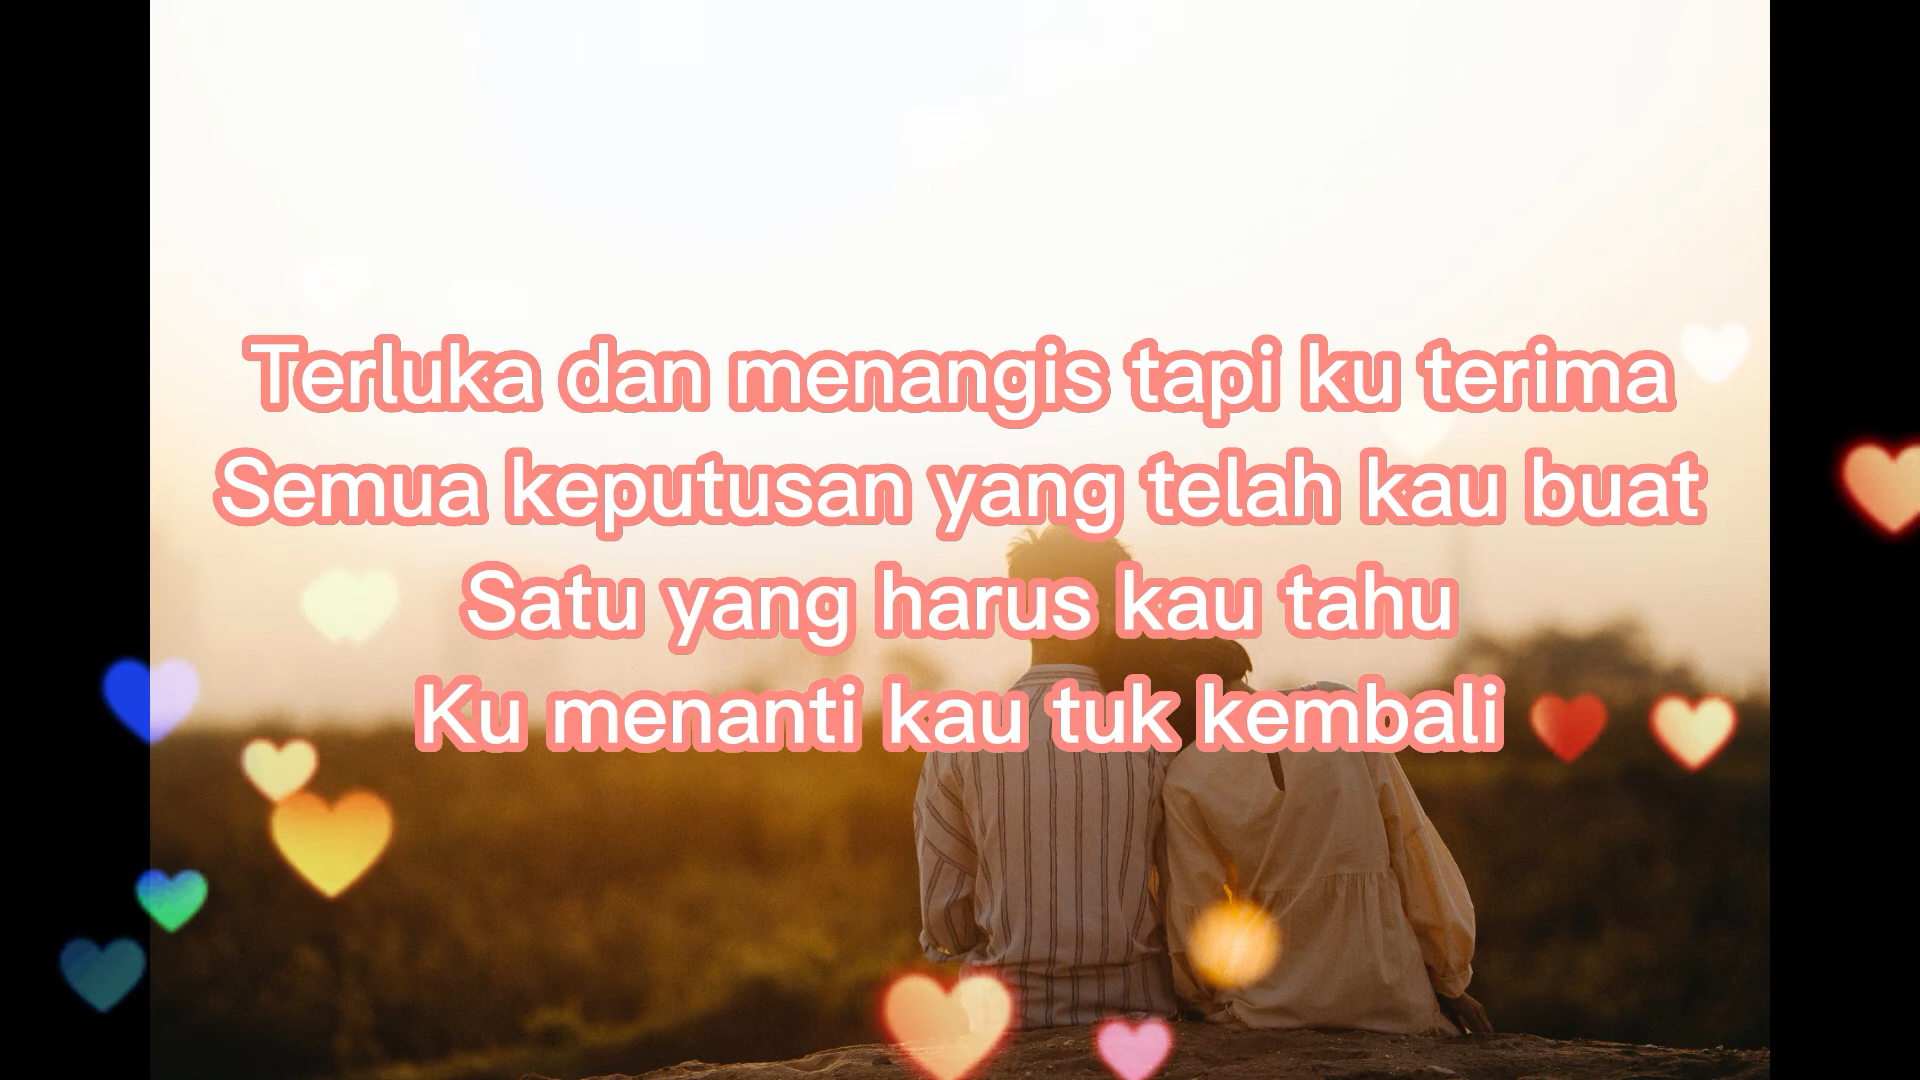 Terluka dan menangis tapi ku terima
Semua keputusan yang telah kau buat
Satu yang harus kau tahu
Ku menanti kau tuk kembali